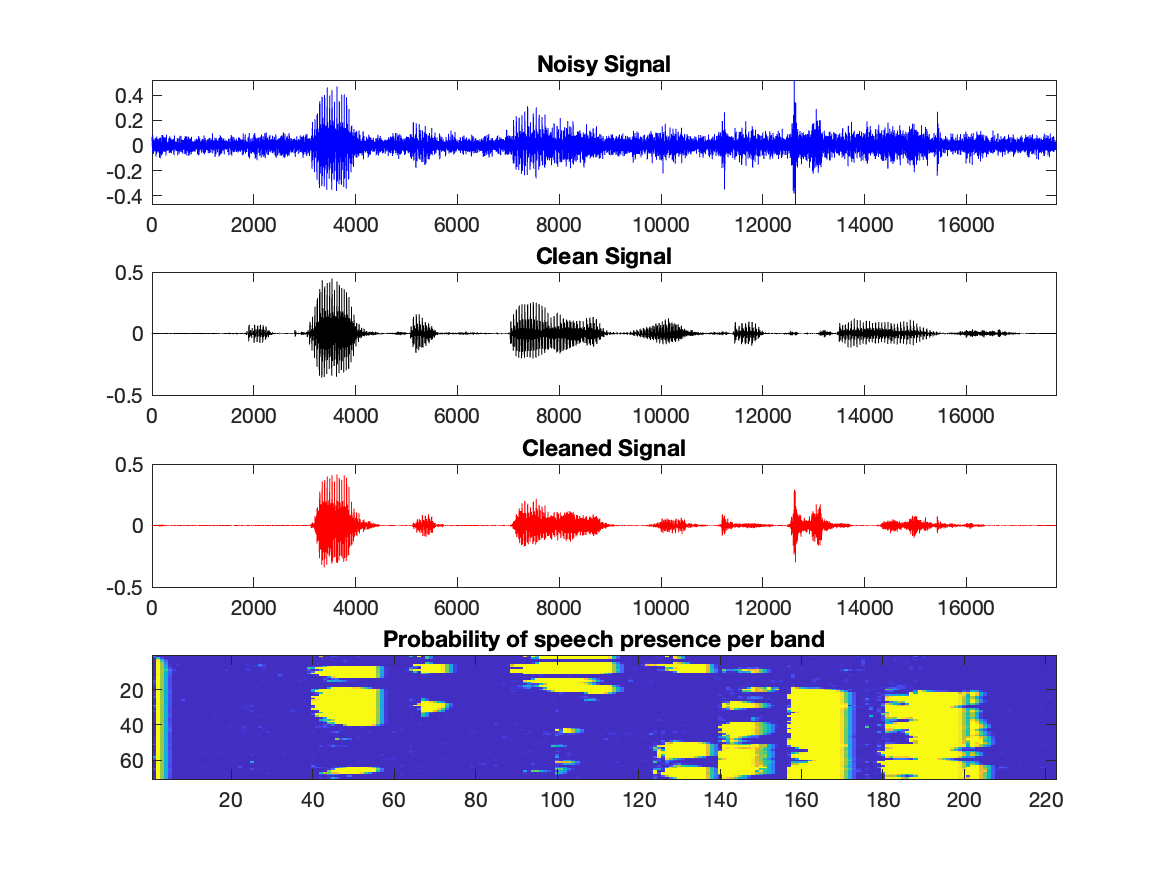 Noisy Signal
0.4
0.2
0
-0.2
-0.4
0 2000 4000 6000 8000 10000 12000 14000 16000
Clean Signal
0.5
0
-0.5
0 2000 4000 6000 8000 10000 12000 14000 16000
Cleaned Signal
0.5
0
-0.5
0 2000 4000 6000 8000 10000 12000 14000 16000
Probability of speech presence per band
20
40
60
20 40 60 80 100 120 140 160 180 200 220